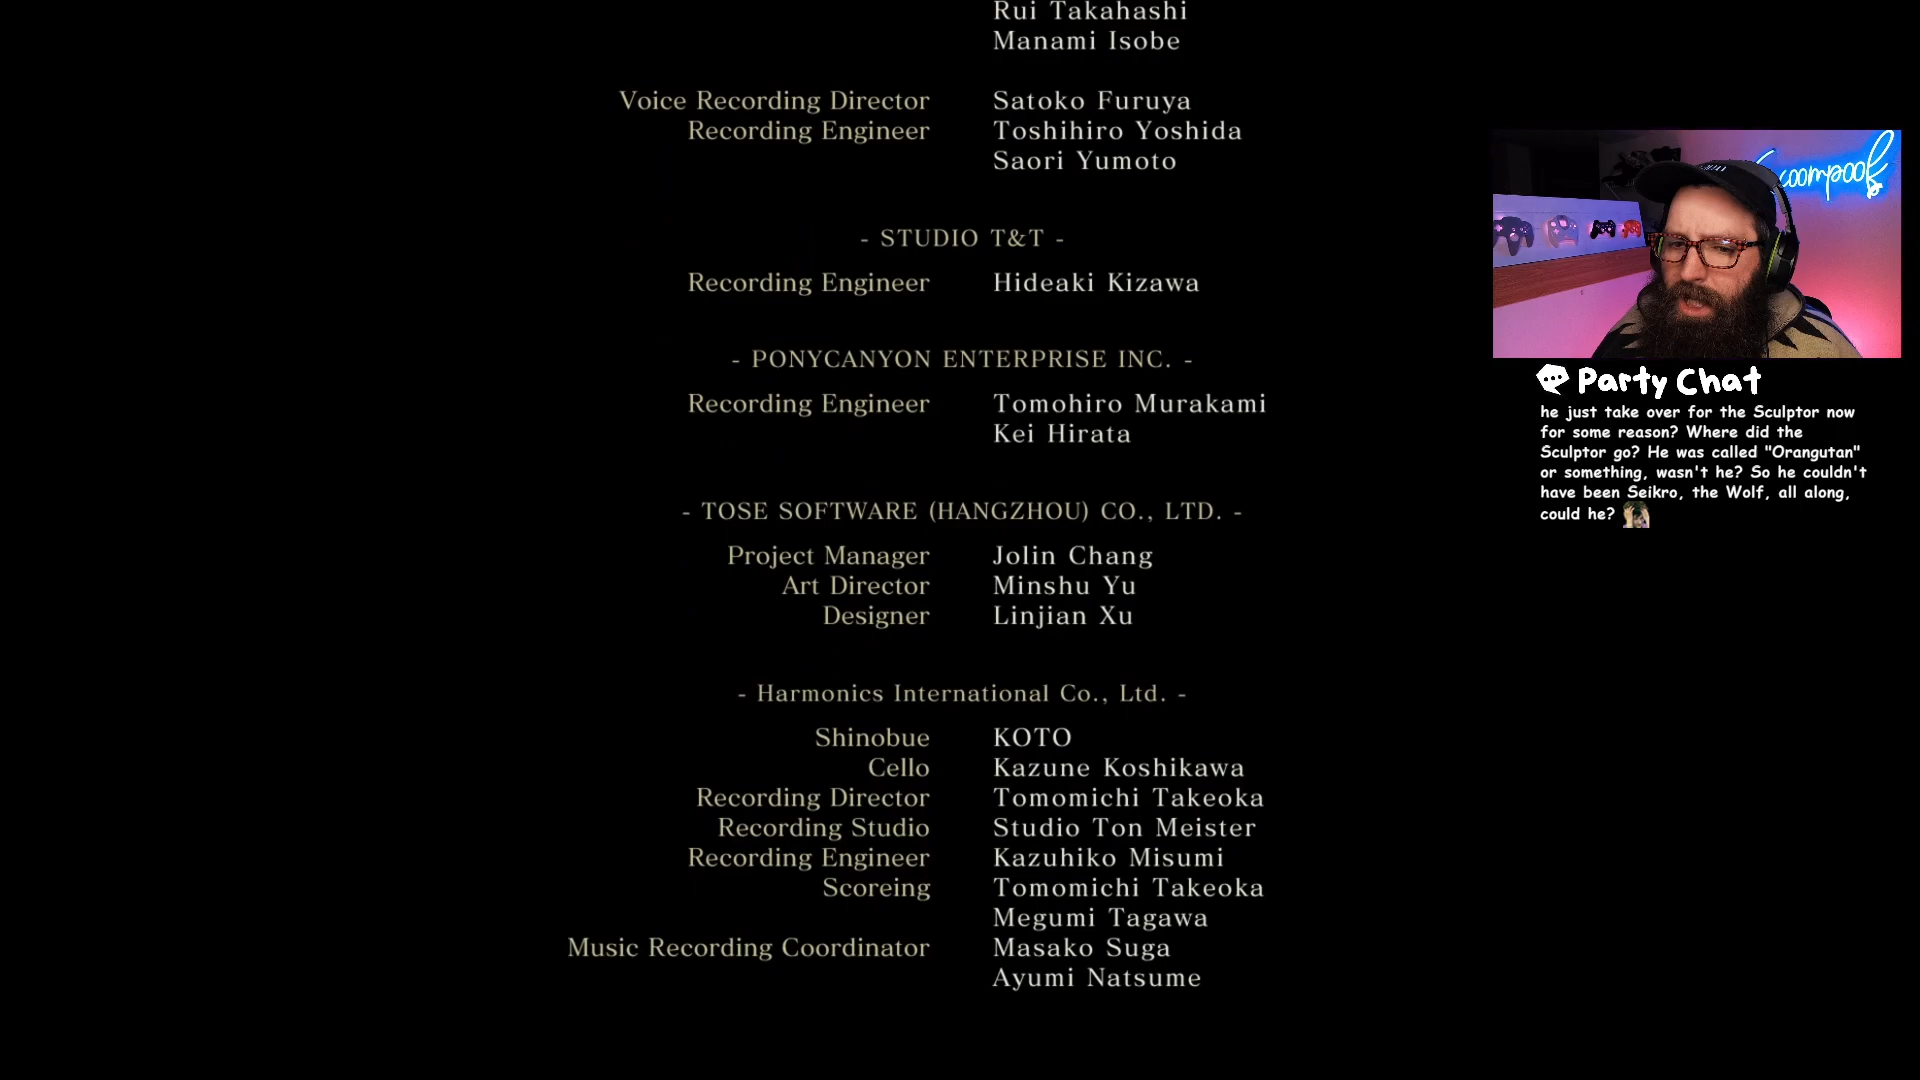 Rui Takahashi
Manami Isobe
Voice Recording Director Satoko Furuya
Recording Engineer Toshihiro Yoshida
Saori Yumoto
- STUDIO T&T -
Recording Engineer Hideaki Kizawa
- PONYCANYON ENTERPRISE INC. -
Recording Engineer Tomohiro Murakami
Kei Hirata
- TOSE SOFTWARE (HANGZHOU) CO., LTD. -
Project Manager Jolin Chang
Art Director Minshu Yu
Designer Linjian Xu
- Harmonics International Co., Ltd. -
Shinobue KOTO
Cello Kazune Koshikawa
Recording Director Tomomichi Takeoka
Recording Studio Studio Ton Meister
Recording Engineer Kazuhiko Misumi
Scoreing Tomomichi Takeoka
Megumi Tagawa
Music Recording Coordinator Masako Suga
Ayumi Natsume
Party Chat
he just take over for the Sculptor now
for some reason? Where did the
Sculptor go? He was called "Orangutan"
or something, wasn't he? So he couldn't
have been Seikro, the Wolf, all along,
could he?